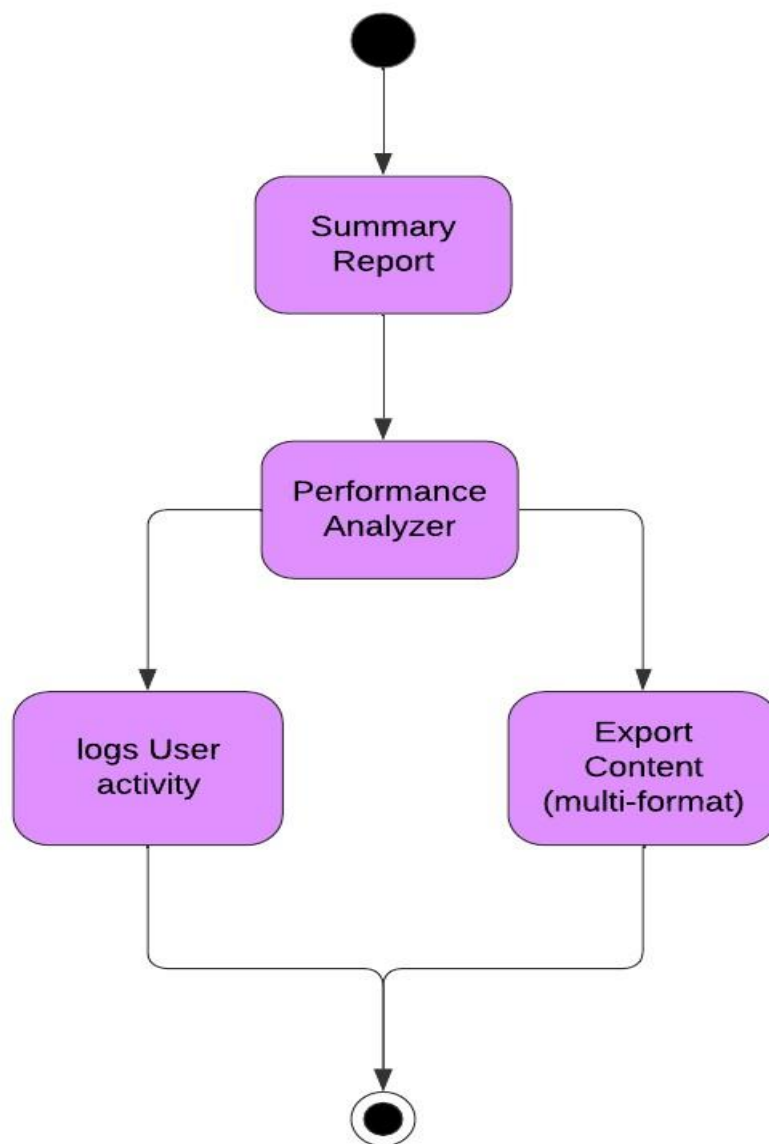 Summary
Report
Performance
Analyzer
logs User
activity
Export
Content
(multi-format)